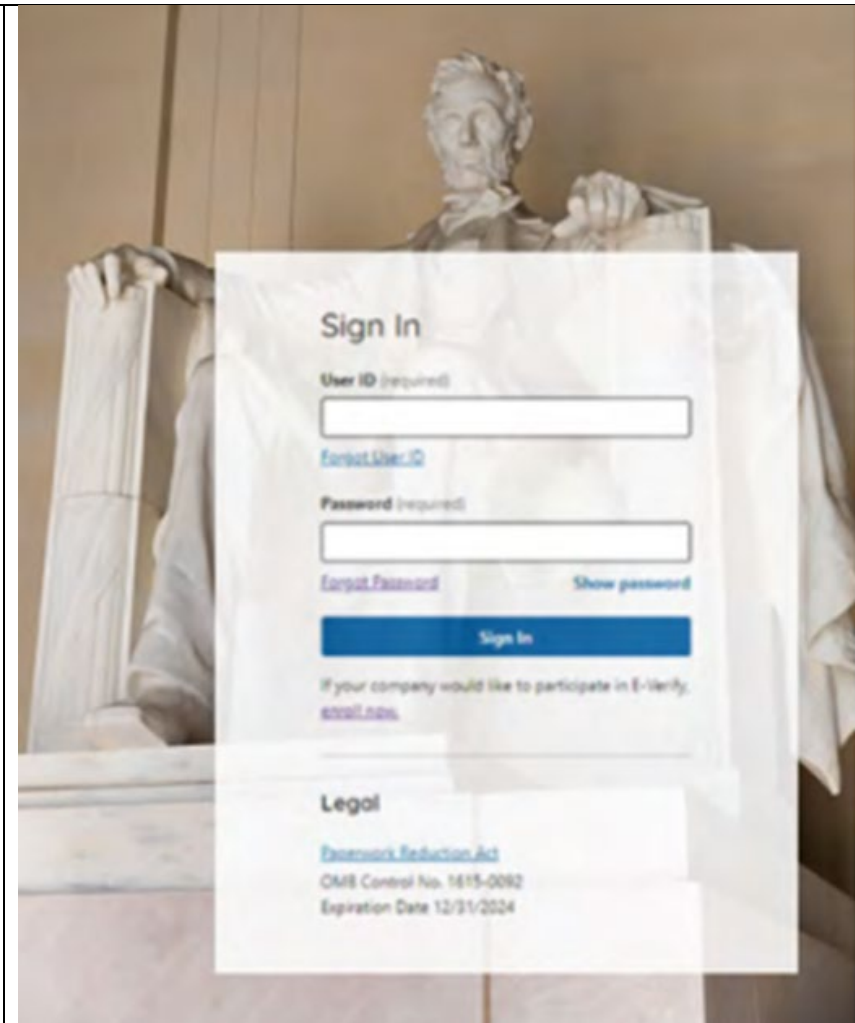 Sign In
User ID (required)
Forgot User ID
Password (required)
Forgot Password Show password
Sign In
If your company would like to participate in E-Verify,
enroll now.
Legal
Paperwork Reduction Act
OMB Control No. 1615-0092
Expiration Date 12/31/2024